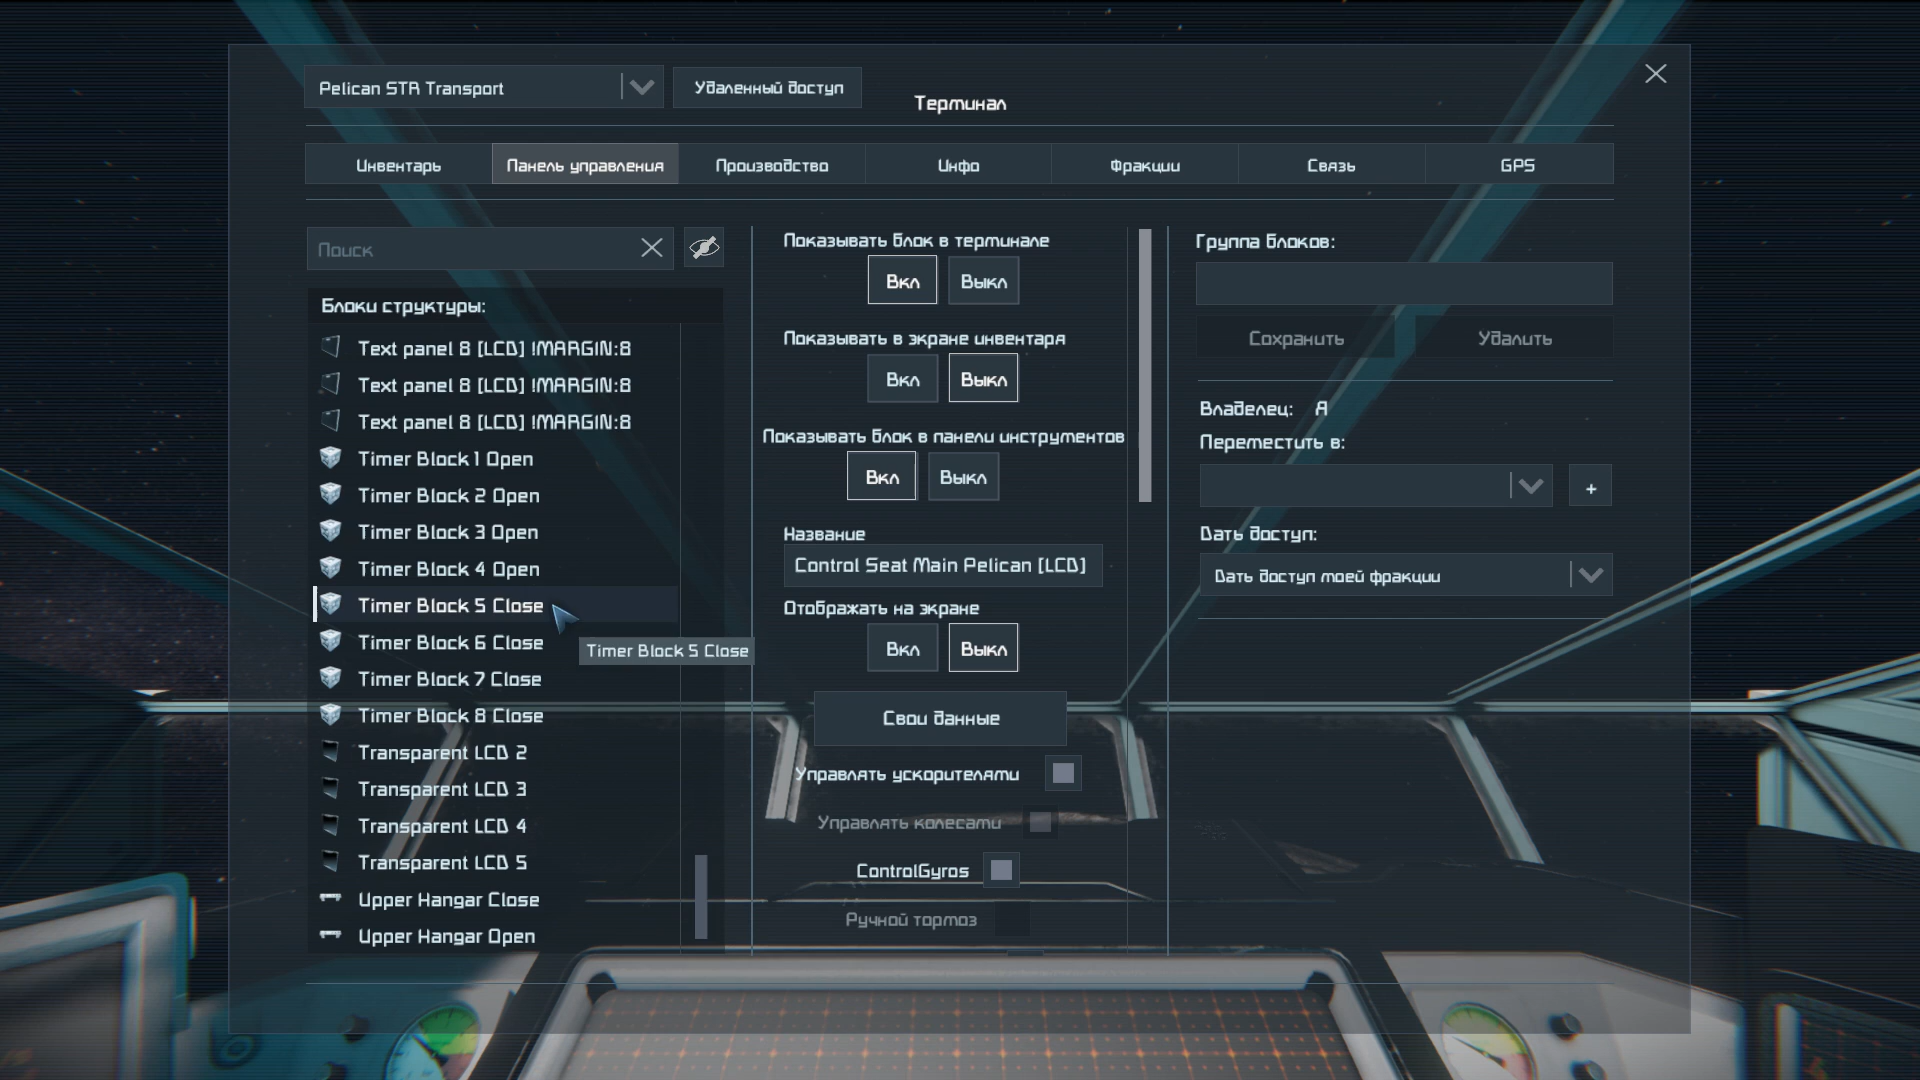 Pelican STR Transport
Удаленный доступ
Терминал
Инвентарь
Панель управления
Производство
Инфо
Фракции
Связь
GPS
Поиск
Блоки структуры:
Text panel 8 [LCD] !MARGIN:8
Text panel 8 [LCD] !MARGIN:8
Text panel 8 [LCD] !MARGIN:8
Timer Block 1 Open
Timer Block 2 Open
Timer Block 3 Open
Timer Block 4 Open
Timer Block 5 Close
Timer Block 6 Close
Timer Block 5 Close
Timer Block 7 Close
Timer Block 8 Close
Transparent LCD 2
Transparent LCD 3
Transparent LCD 4
Transparent LCD 5
Upper Hangar Close
Upper Hangar Open
Показывать блок в терминале
Вкл Выкл
Показывать в экране инвентаря
Вкл Выкл
Показывать блок в панели инструментов
Вкл Выкл
Название
Control Seat Main Pelican [LCD]
Отображать на экране
Вкл Выкл
Свои данные
Управлять ускорителями
Управлять колесами
ControlGyros
Ручной тормоз
Группа блоков:
Сохранить Удалить
Владелец: A
Переместить в:
+
Дать доступ:
Дать доступ моей фракции